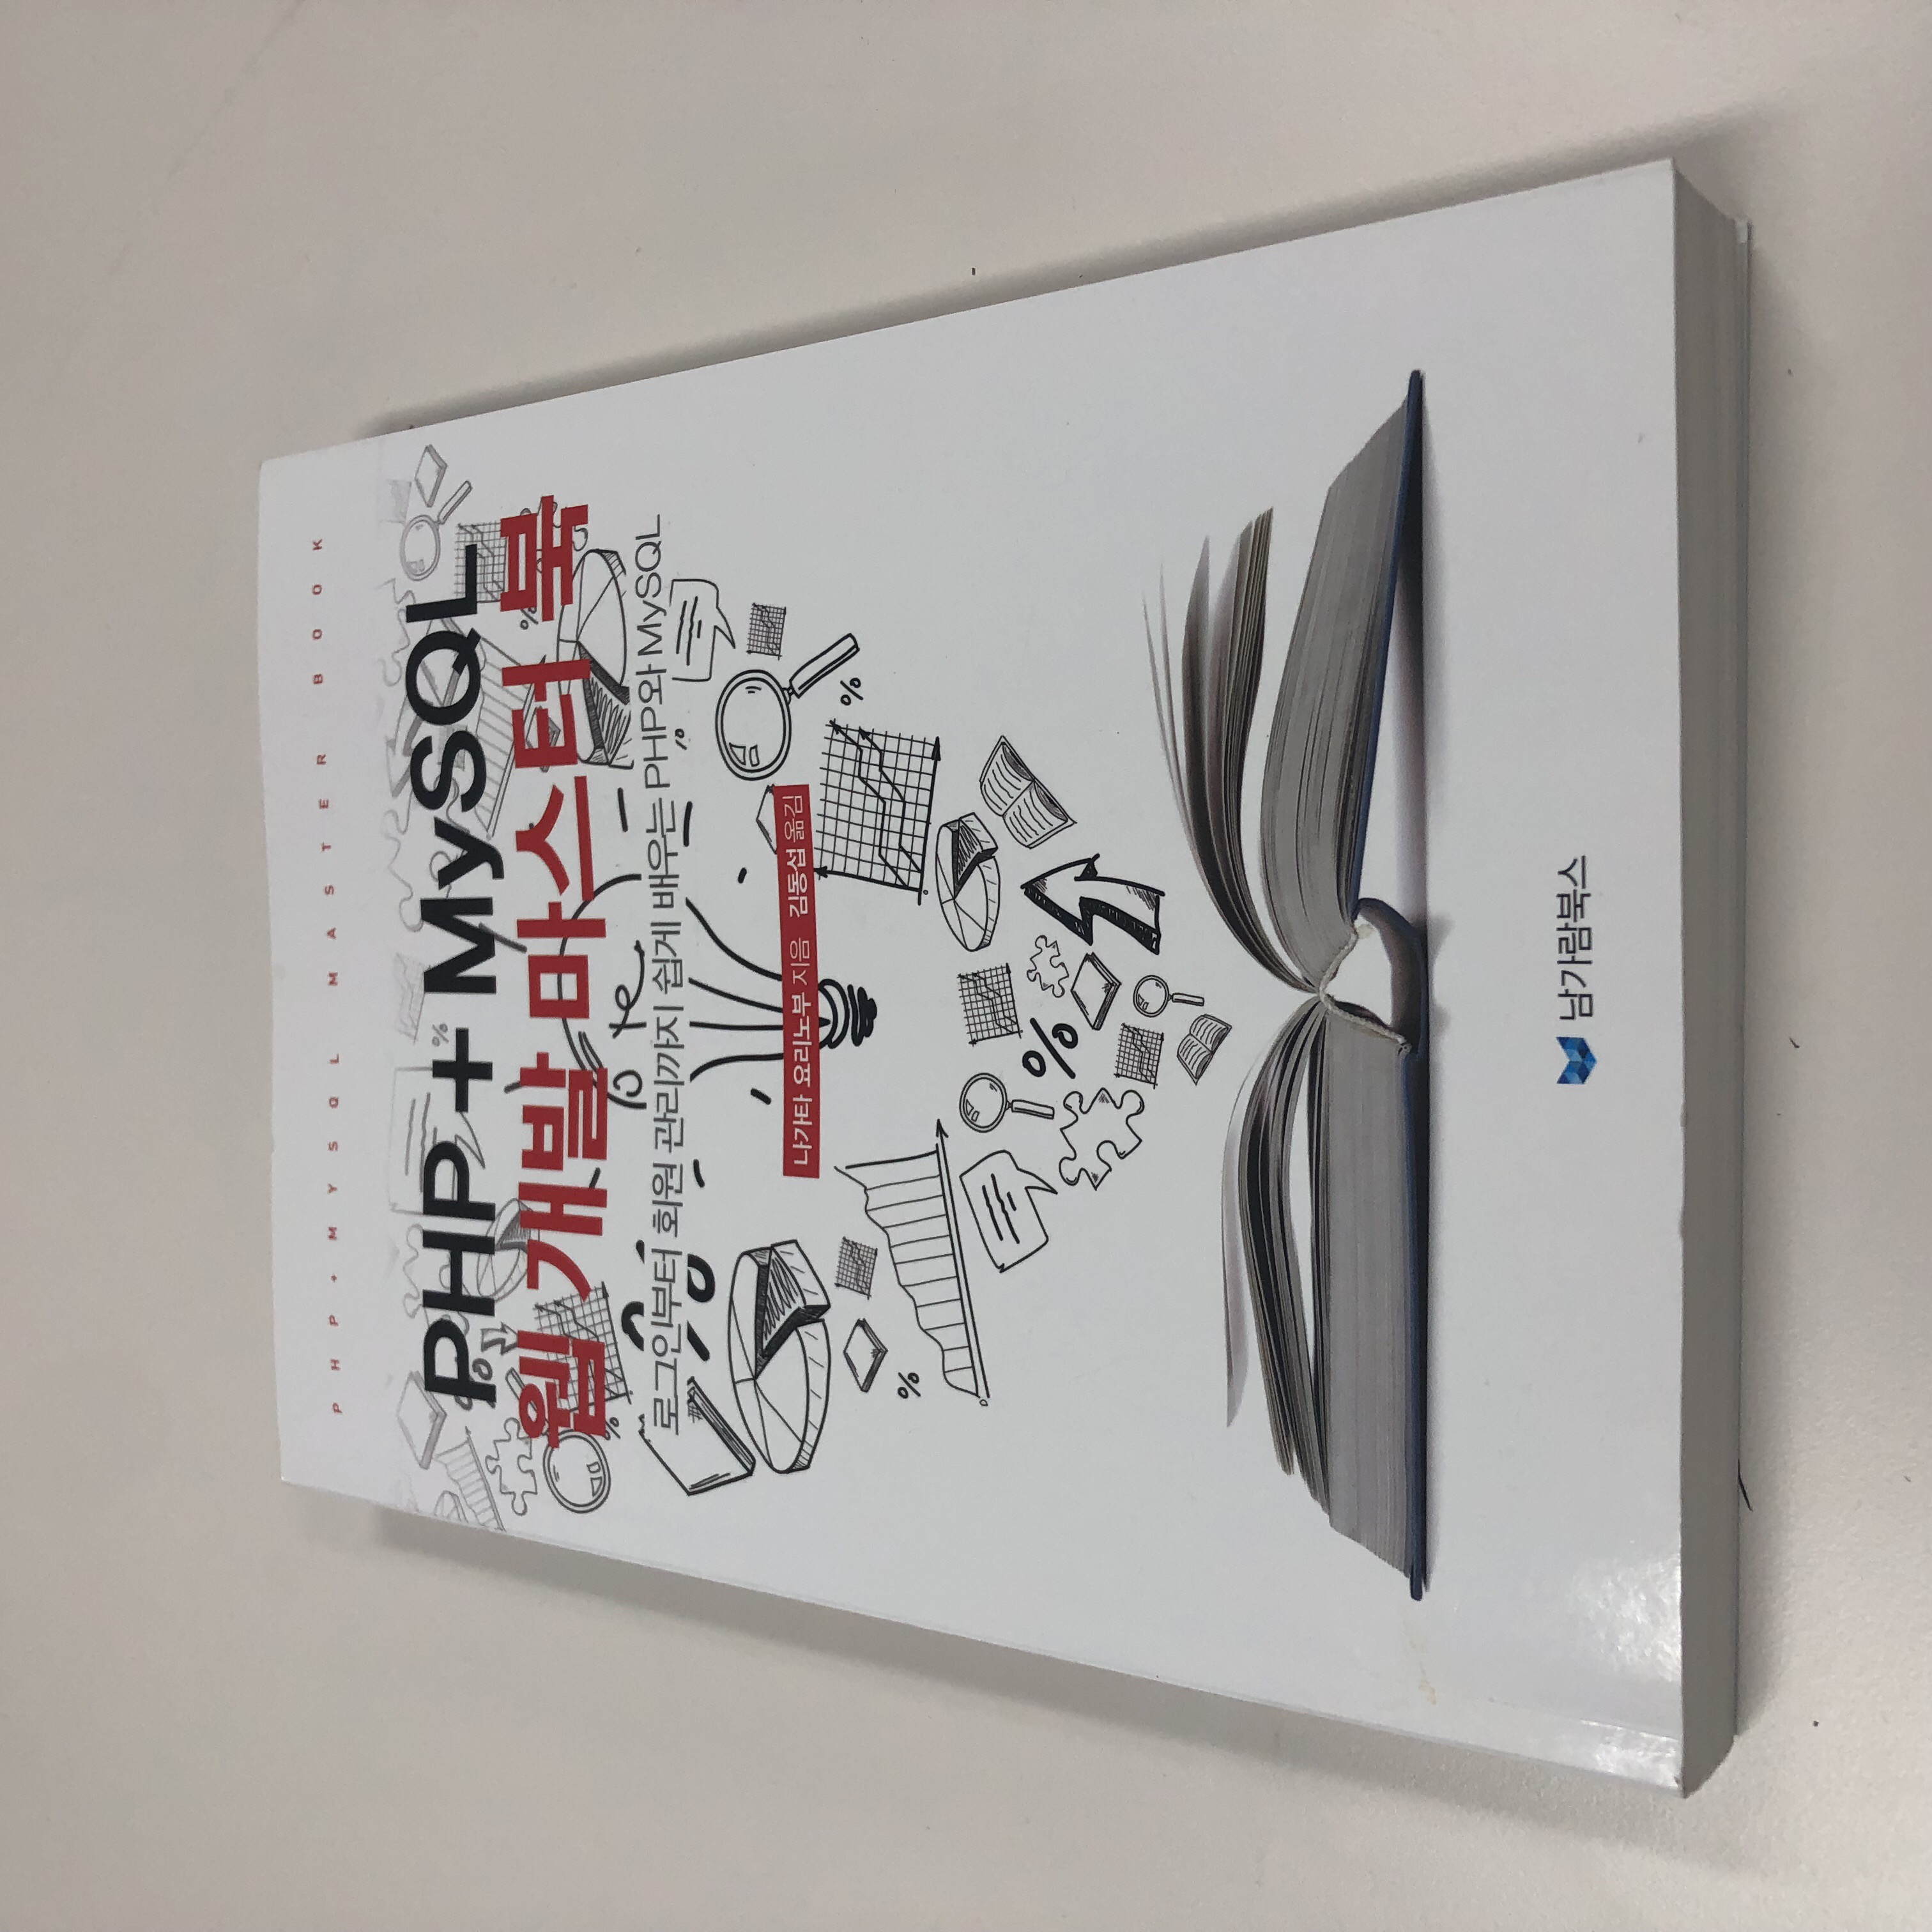 PHP+MYSQL MASTER BOOK
PHP + MySQL
웹 개발 마스터 북
로그인부터 회원 관리까지 쉽게 배우는 PHP와 MySQL
나가타 요리노부 지음 김동섭 옮김
남가람북스